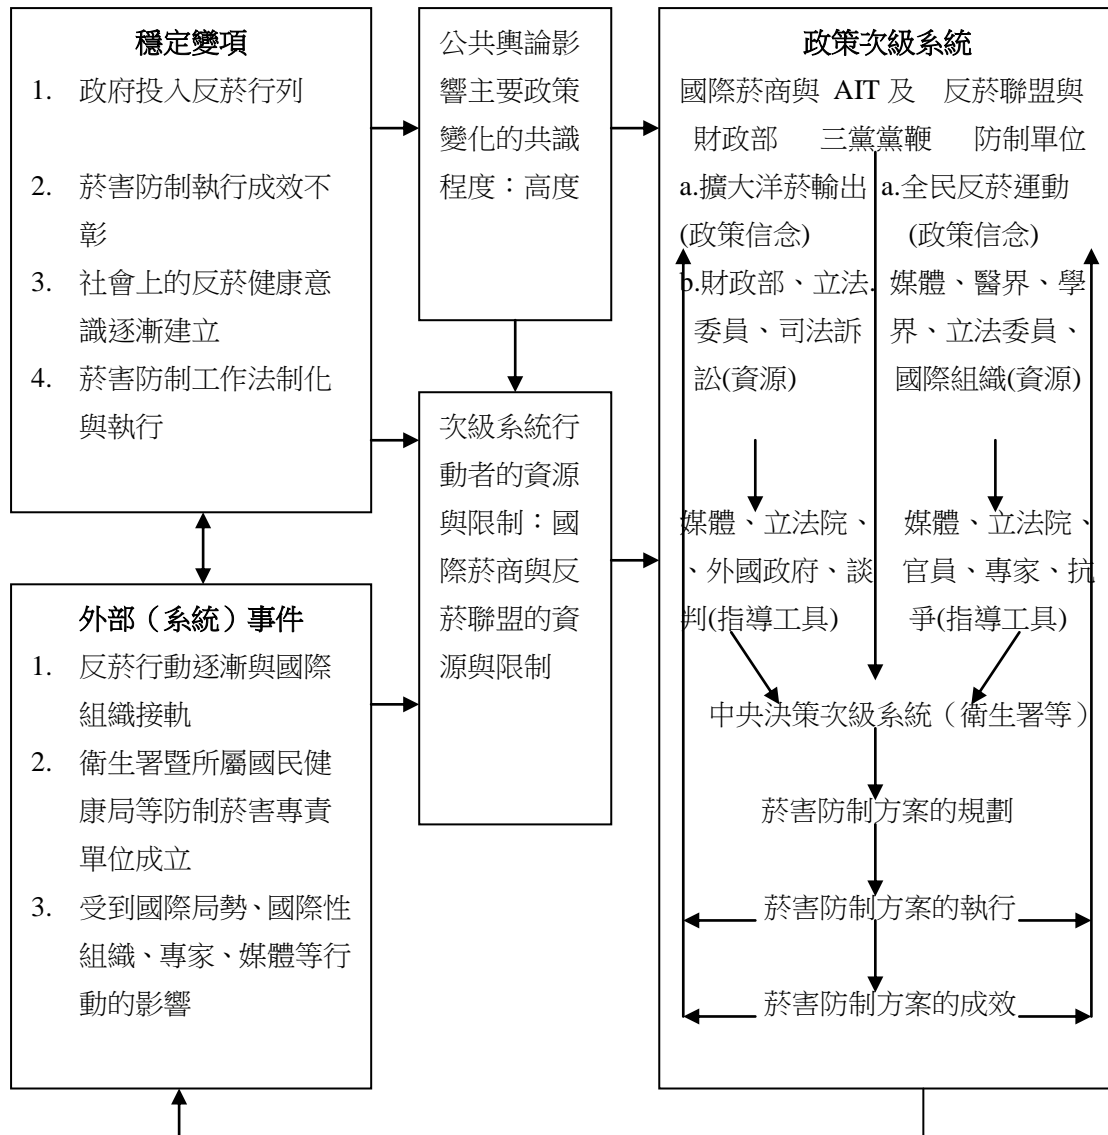 穩定變項
1. 政府投入反菸行列
2. 菸害防制執行成效不
彰
3. 社會上的反菸健康意
識逐漸建立
4. 菸害防制工作法制化
與執行
外部（系統）事件
1. 反菸行動逐漸與國際
組織接軌
2. 衛生署暨所屬國民健
康局等防制菸害專責
單位成立
3. 受到國際局勢、國際性
組織、專家、媒體等行
動的影響
公共輿論影
響主要政策
變化的共識
程度：高度
次級系統行
動者的資源
與限制：國
際菸商與反
菸聯盟的資
源與限制
政策次級系統
國際菸商與 AIT 及 反菸聯盟與
財政部 三黨黨鞭 防制單位
a.擴大洋菸輸出 a.全民反菸運動
(政策信念) (政策信念)
b.財政部、立法. 媒體、醫界、學
委員、司法訴 界、立法委員、
訟(資源) 國際組織(資源)
媒體、立法院、 媒體、立法院、
、外國政府、談 官員、專家、抗
判(指導工具) 爭(指導工具)
中央決策次級系統（衛生署等）
菸害防制方案的規劃
菸害防制方案的執行
菸害防制方案的成效